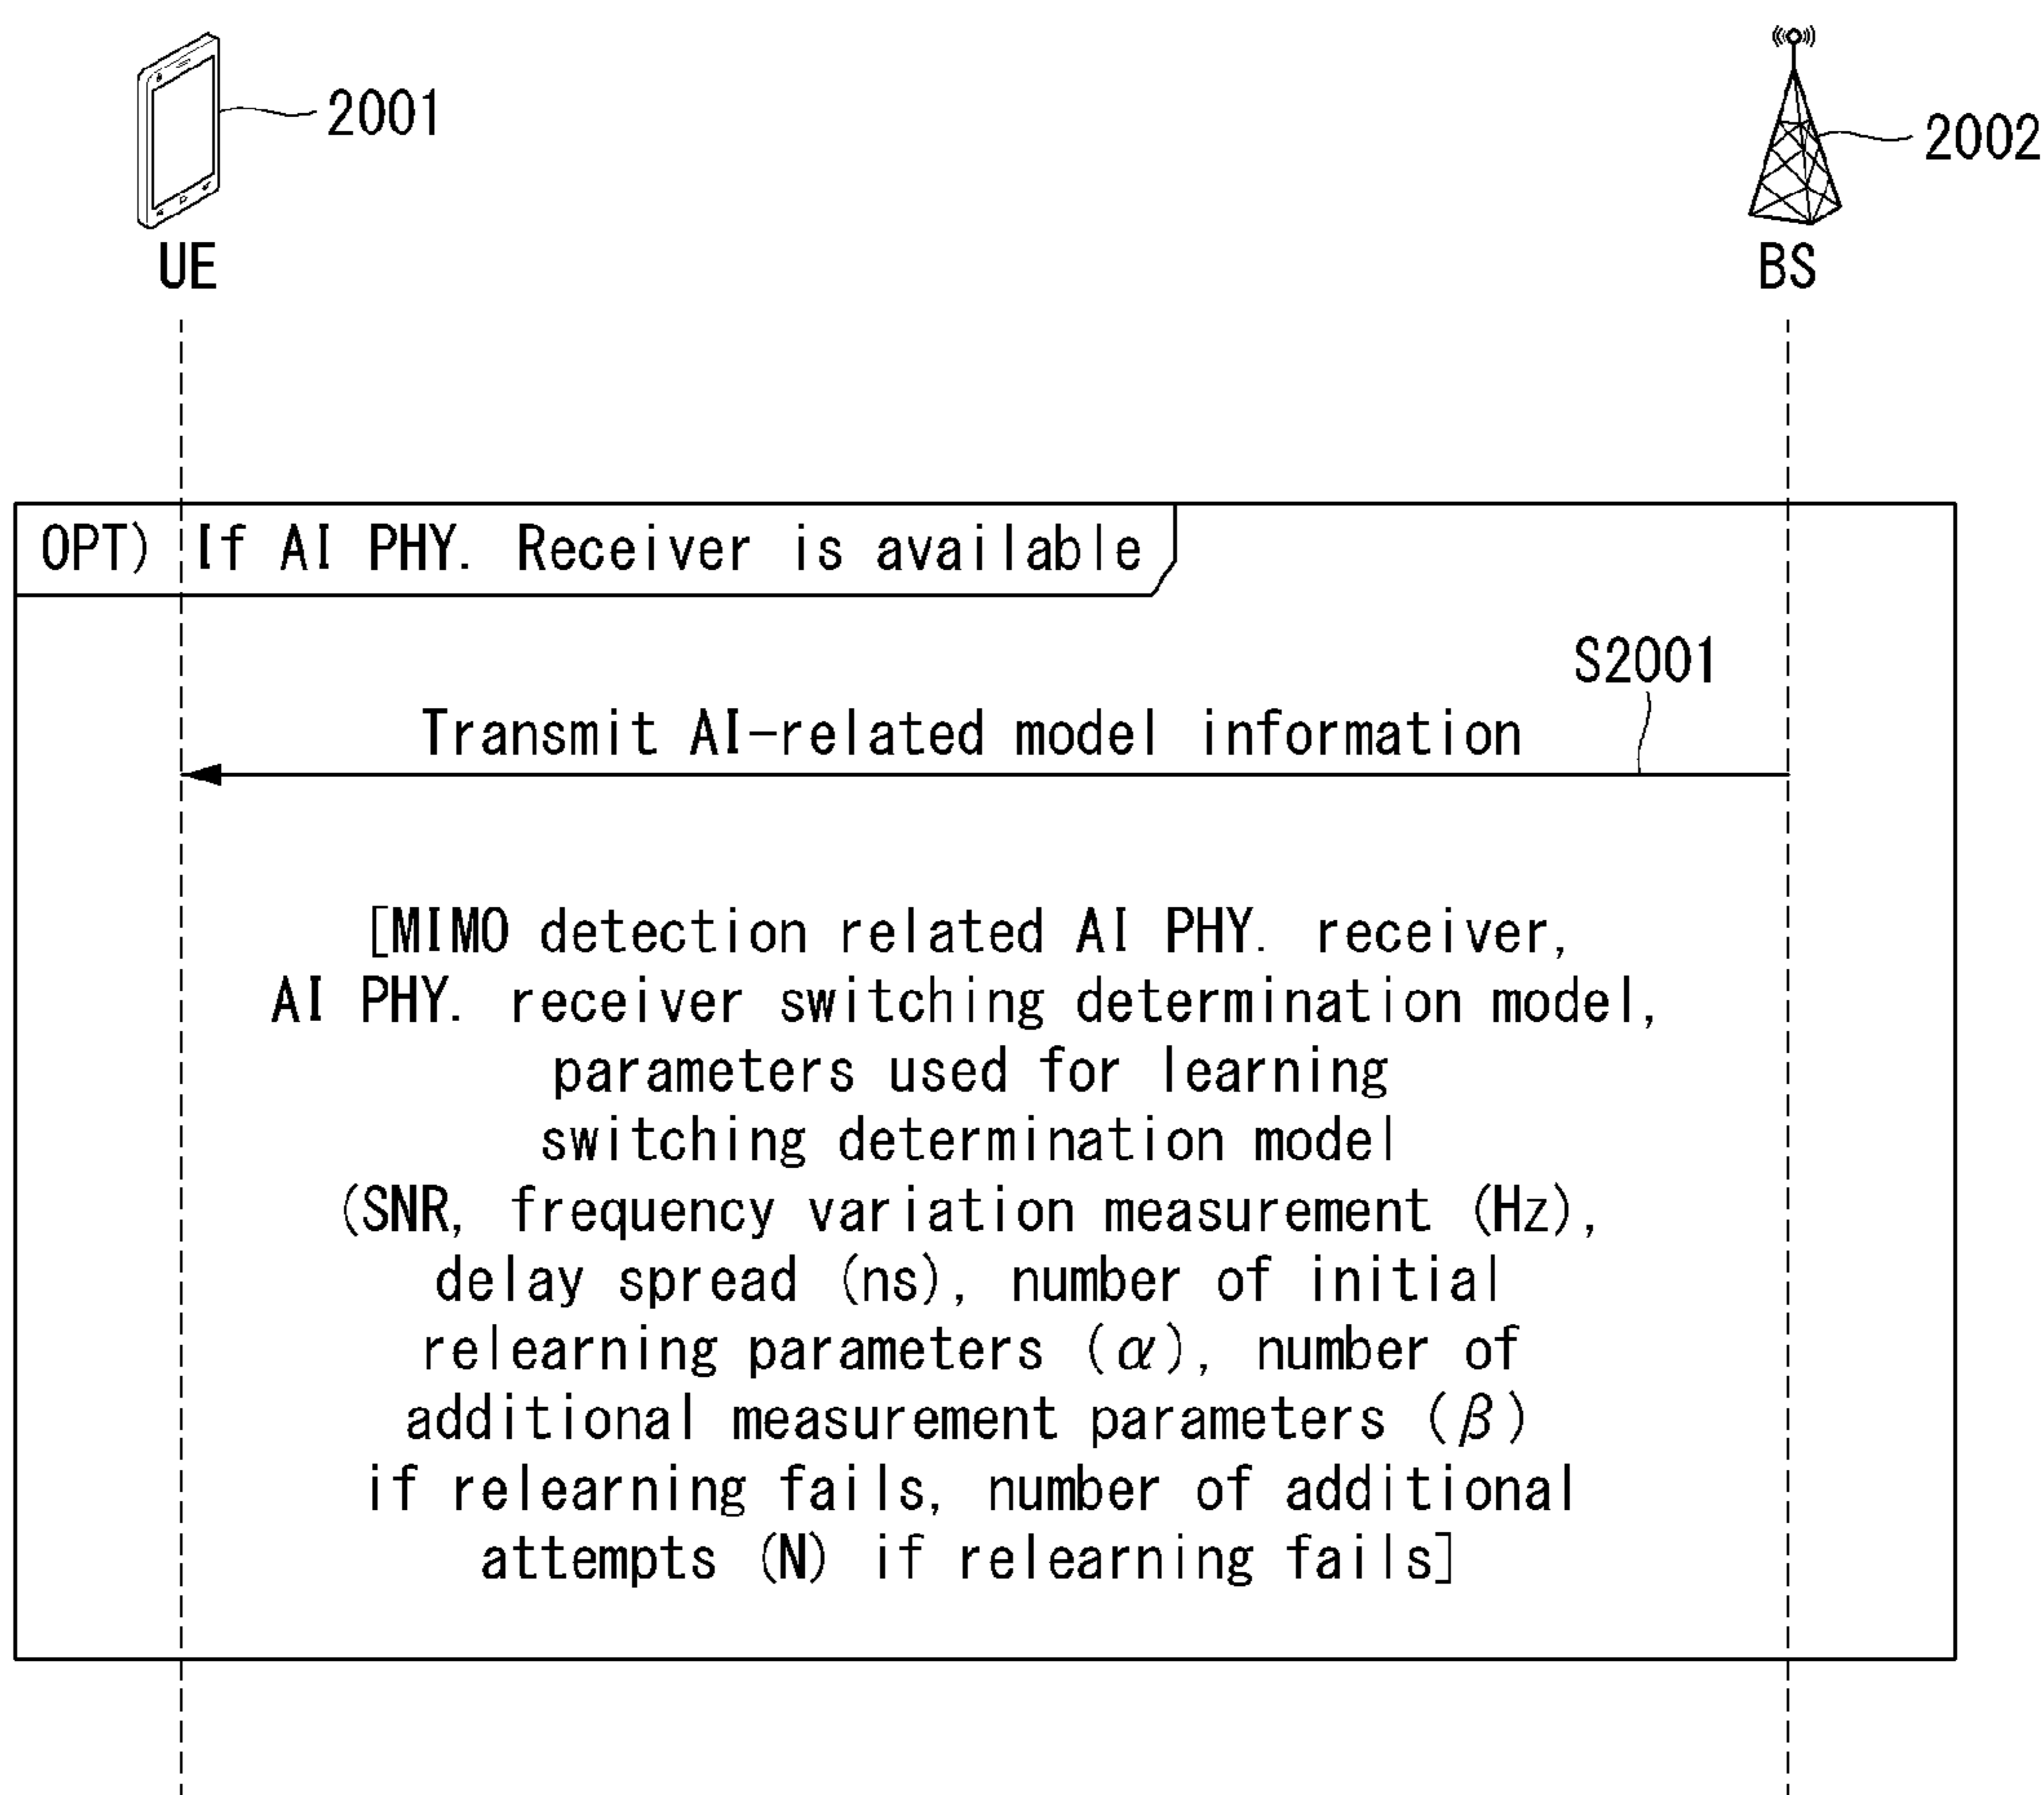 2001
2002
UE
BS
OPT) If AI PHY. Receiver is available
S2001
Transmit AI-related model information
[MIMO detection related AI PHY. receiver,
AI PHY. receiver switching determination model,
parameters used for learning
switching determination model
(SNR, frequency variation measurement (Hz),
delay spread (ns), number of initial
relearning parameters (α), number of
additional measurement parameters (β)
if relearning fails, number of additional
attempts (N) if relearning fails]